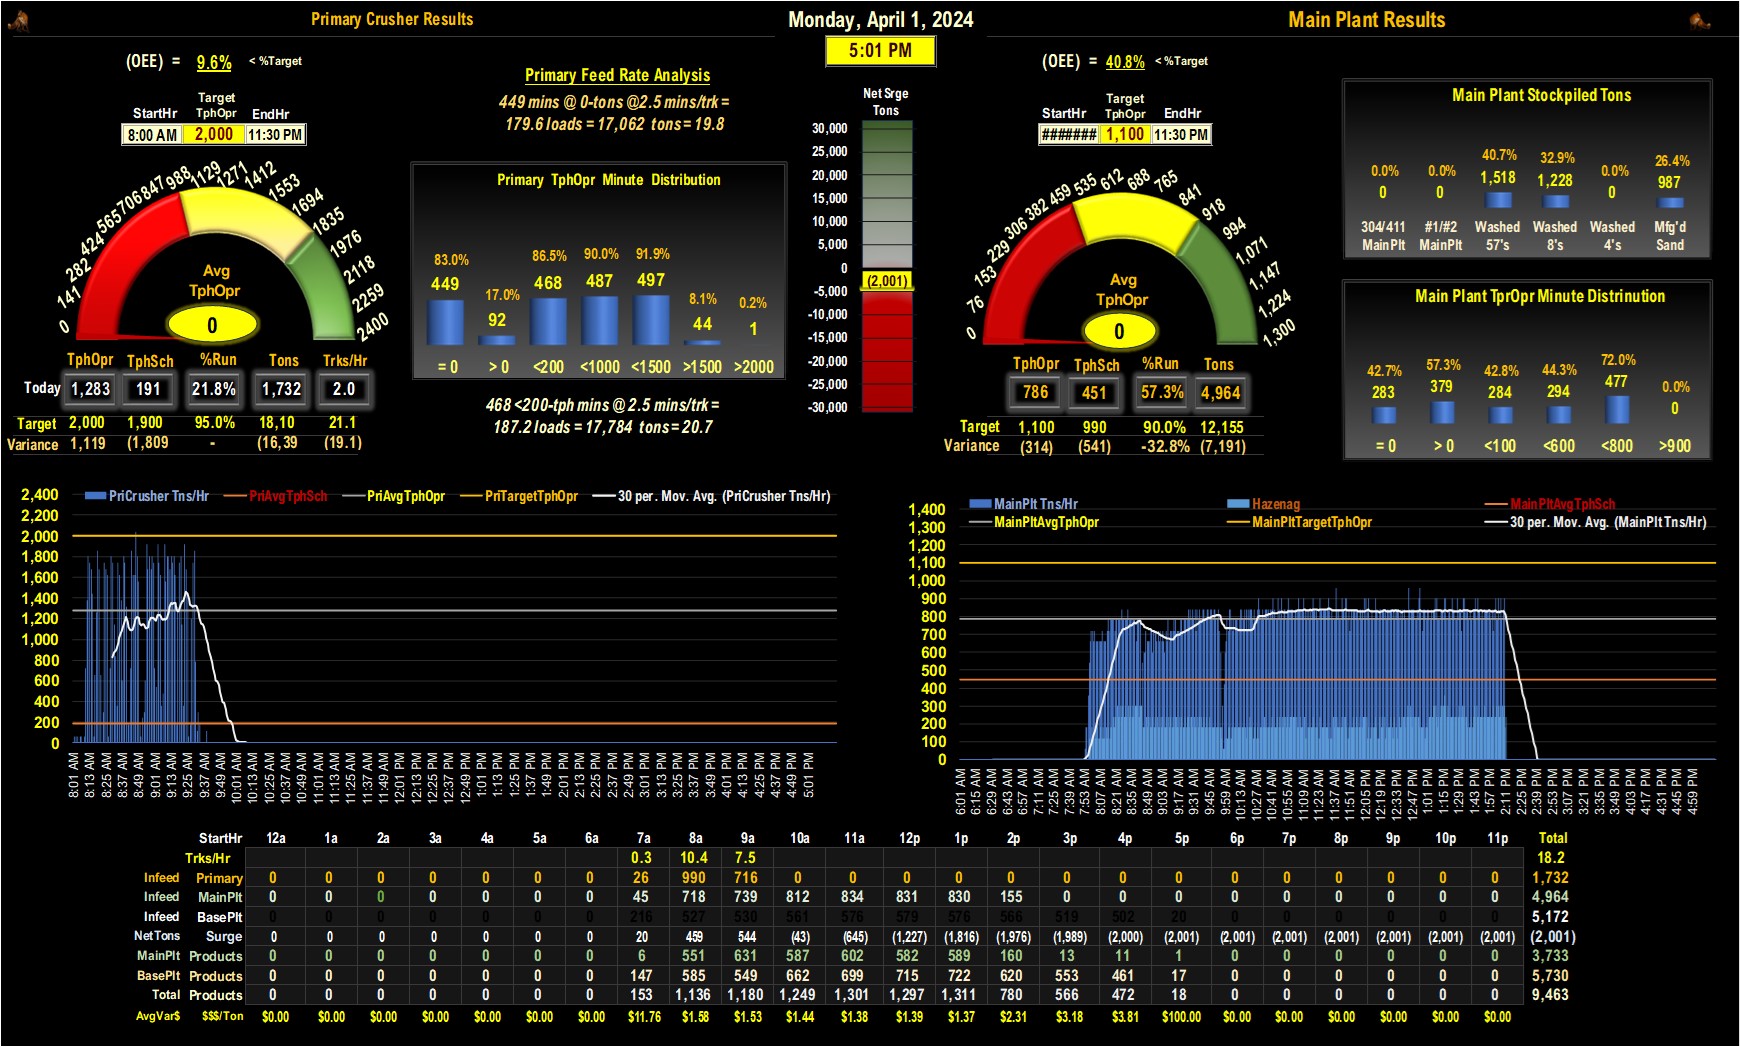 Primary Crusher Results
Monday, April 1, 2024
Main Plant Results
5:01 PM
(OEE) = 9.6% < %Target
Target
StartHr TphOpr EndHr
8:00 AM 2,000 11:30 PM
0 141 282 424 565 706 847 988 1129 1271 1412 1553 1694 1835 1976 2118 2259 2400
Avg
TphOpr
0
TphOpr TphSch %Run Tons Trks/Hr
Today 1,283 191 21.8% 1,732 2.0
Target 2,000 1,900 95.0% 18,10 21.1
Variance 1,119 (1,809 - (16,39 (19.1)
Primary Feed Rate Analysis
449 mins @ 0-tons @2.5 mins/trk =
179.6 loads = 17,062 tons = 19.8
Primary TphOpr Minute Distribution
83.0% 17.0% 86.5% 90.0% 91.9% 8.1% 0.2%
449 92 468 487 497 44 1
= 0 > 0 <200 <1000 <1500 >1500 >2000
468 <200-tph mins @ 2.5 mins/trk =
187.2 loads = 17,784 tons = 20.7
Net Srge
Tons
30,000
25,000
20,000
15,000
10,000
5,000
0
(2,001)
-5,000
-10,000
-15,000
-20,000
-25,000
-30,000
(OEE) = 40.8% < %Target
Target
StartHr TphOpr EndHr
####### 1,100 11:30 PM
0 76 153 229 306 382 459 535 612 688 765 841 918 994 1,071 1,147 1,224 1,300
Avg
TphOpr
0
TphOpr TphSch %Run Tons
786 451 57.3% 4,964
Target 1,100 990 90.0% 12,155
Variance (314) (541) -32.8% (7,191)
Main Plant Stockpiled Tons
0.0% 0.0% 40.7% 32.9% 0.0% 26.4%
0 0 1,518 1,228 0 987
304/411 #1/#2 Washed Washed Washed Mfg'd
MainPlt MainPlt 57's 8's 4's Sand
Main Plant TprOpr Minute Distrinution
42.7% 57.3% 42.8% 44.3% 72.0% 0.0%
283 379 284 294 477 0
= 0 > 0 <100 <600 <800 >900
PriCrusher Tns/Hr PriAvgTphSch PriAvgTphOpr PriTargetTphOpr 30 per. Mov. Avg. (PriCrusher Tns/Hr)
2,400
2,200
2,000
1,800
1,600
1,400
1,200
1,000
800
600
400
200
0
8:01 AM 8:13 AM 8:25 AM 8:37 AM 8:49 AM 9:01 AM 9:13 AM 9:25 AM 9:37 AM 9:49 AM 10:01 AM 10:13 AM 10:25 AM 10:37 AM 10:49 AM 11:01 AM 11:13 AM 11:25 AM 11:37 AM 11:49 AM 12:01 PM 12:13 PM 12:25 PM 12:37 PM 12:49 PM 1:01 PM 1:13 PM 1:25 PM 1:37 PM 1:49 PM 2:01 PM 2:13 PM 2:25 PM 2:37 PM 2:49 PM 3:01 PM 3:13 PM 3:25 PM 3:37 PM 3:49 PM 4:01 PM 4:13 PM 4:25 PM 4:37 PM 4:49 PM 5:01 PM
MainPlt Tns/Hr Hazenag MainPltAvgTphSch
MainPltAvgTphOpr MainPltTargetTphOpr 30 per. Mov. Avg. (MainPlt Tns/Hr)
1,400
1,300
1,200
1,100
1,000
900
800
700
600
500
400
300
200
100
0
6:01 AM 6:15 AM 6:29 AM 6:43 AM 6:57 AM 7:11 AM 7:25 AM 7:39 AM 7:53 AM 8:07 AM 8:21 AM 8:35 AM 8:49 AM 9:03 AM 9:17 AM 9:31 AM 9:45 AM 9:59 AM 10:13 AM 10:27 AM 10:41 AM 10:55 AM 11:09 AM 11:23 AM 11:37 AM 11:51 AM 12:05 PM 12:19 PM 12:33 PM 12:47 PM 1:01 PM 1:15 PM 1:29 PM 1:43 PM 1:57 PM 2:11 PM 2:25 PM 2:39 PM 2:53 PM 3:07 PM 3:21 PM 3:35 PM 3:49 PM 4:03 PM 4:17 PM 4:31 PM 4:45 PM 4:59 PM
StartHr 12a 1a 2a 3a 4a 5a 6a 7a 8a 9a 10a 11a 12p 1p 2p 3p 4p 5p 6p 7p 8p 9p 10p 11p Total
Trks/Hr 0.3 10.4 7.5 18.2
Infeed Primary 0 0 0 0 0 0 0 26 990 716 0 0 0 0 0 0 0 0 0 0 0 0 0 0 1,732
Infeed MainPlt 0 0 0 0 0 0 0 45 718 739 812 834 831 830 155 0 0 0 0 0 0 0 0 0 4,964
Infeed BasePlt 216 527 530 561 576 579 576 566 519 502 20 5,172
NetTons Surge 0 0 0 0 0 0 0 20 459 544 (43) (645) (1,227) (1,816) (1,976) (1,989) (2,000) (2,001) (2,001) (2,001) (2,001) (2,001) (2,001) (2,001) (2,001)
MainPlt Products 0 0 0 0 0 0 0 6 551 631 587 602 582 589 160 13 11 1 0 0 0 0 0 0 3,733
BasePlt Products 0 0 0 0 0 0 0 147 585 549 662 699 715 722 620 553 461 17 0 0 0 0 0 0 5,730
Total Products 0 0 0 0 0 0 0 153 1,136 1,180 1,249 1,301 1,297 1,311 780 566 472 18 0 0 0 0 0 0 9,463
AvgVar$ $$$/Ton $0.00 $0.00 $0.00 $0.00 $0.00 $0.00 $0.00 $11.76 $1.58 $1.53 $1.44 $1.38 $1.39 $1.37 $2.31 $3.18 $3.81 $100.00 $0.00 $0.00 $0.00 $0.00 $0.00 $0.00